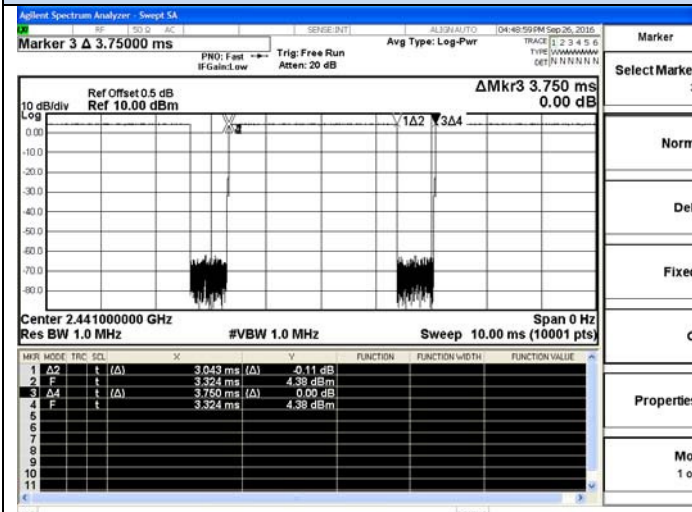 Agilent Spectrum Analyzer - Swept SA
RF 50 Ω AC SENSE:INT ALIGNAUTO 04:48:59 PM Sep 26, 2016
Marker 3 Δ 3.75000 ms
PNO: Fast
IFGain:Low
Trig: Free Run
Atten: 20 dB
Avg Type: Log-Pwr
TRACE 1 2 3 4 5 6
TYPE
DET N N N N N N
Ref Offset 0.5 dB
10 dB/div Ref 10.00 dBm
Log
ΔMkr3 3.750 ms
0.00 dB
1Δ2 3Δ4
0.00
-10.0
-20.0
-30.0
-40.0
-50.0
-60.0
-70.0
-80.0
Center 2.441000000 GHz Span 0 Hz
Res BW 1.0 MHz #VBW 1.0 MHz Sweep 10.00 ms (10001 pts)
MKR MODE TRC SCL X Y FUNCTION FUNCTION WIDTH FUNCTION VALUE
1 Δ2 t (Δ) 3.043 ms (Δ) -0.11 dB
2 F t 3.324 ms 4.38 dBm
3 Δ4 t (Δ) 3.750 ms (Δ) 0.00 dB
4 F t 3.324 ms 4.38 dBm
5
6
7
8
9
10
11
Marker
Select Marke
3
Norm
Del
Fixed
O
Properties
Mo
1 o